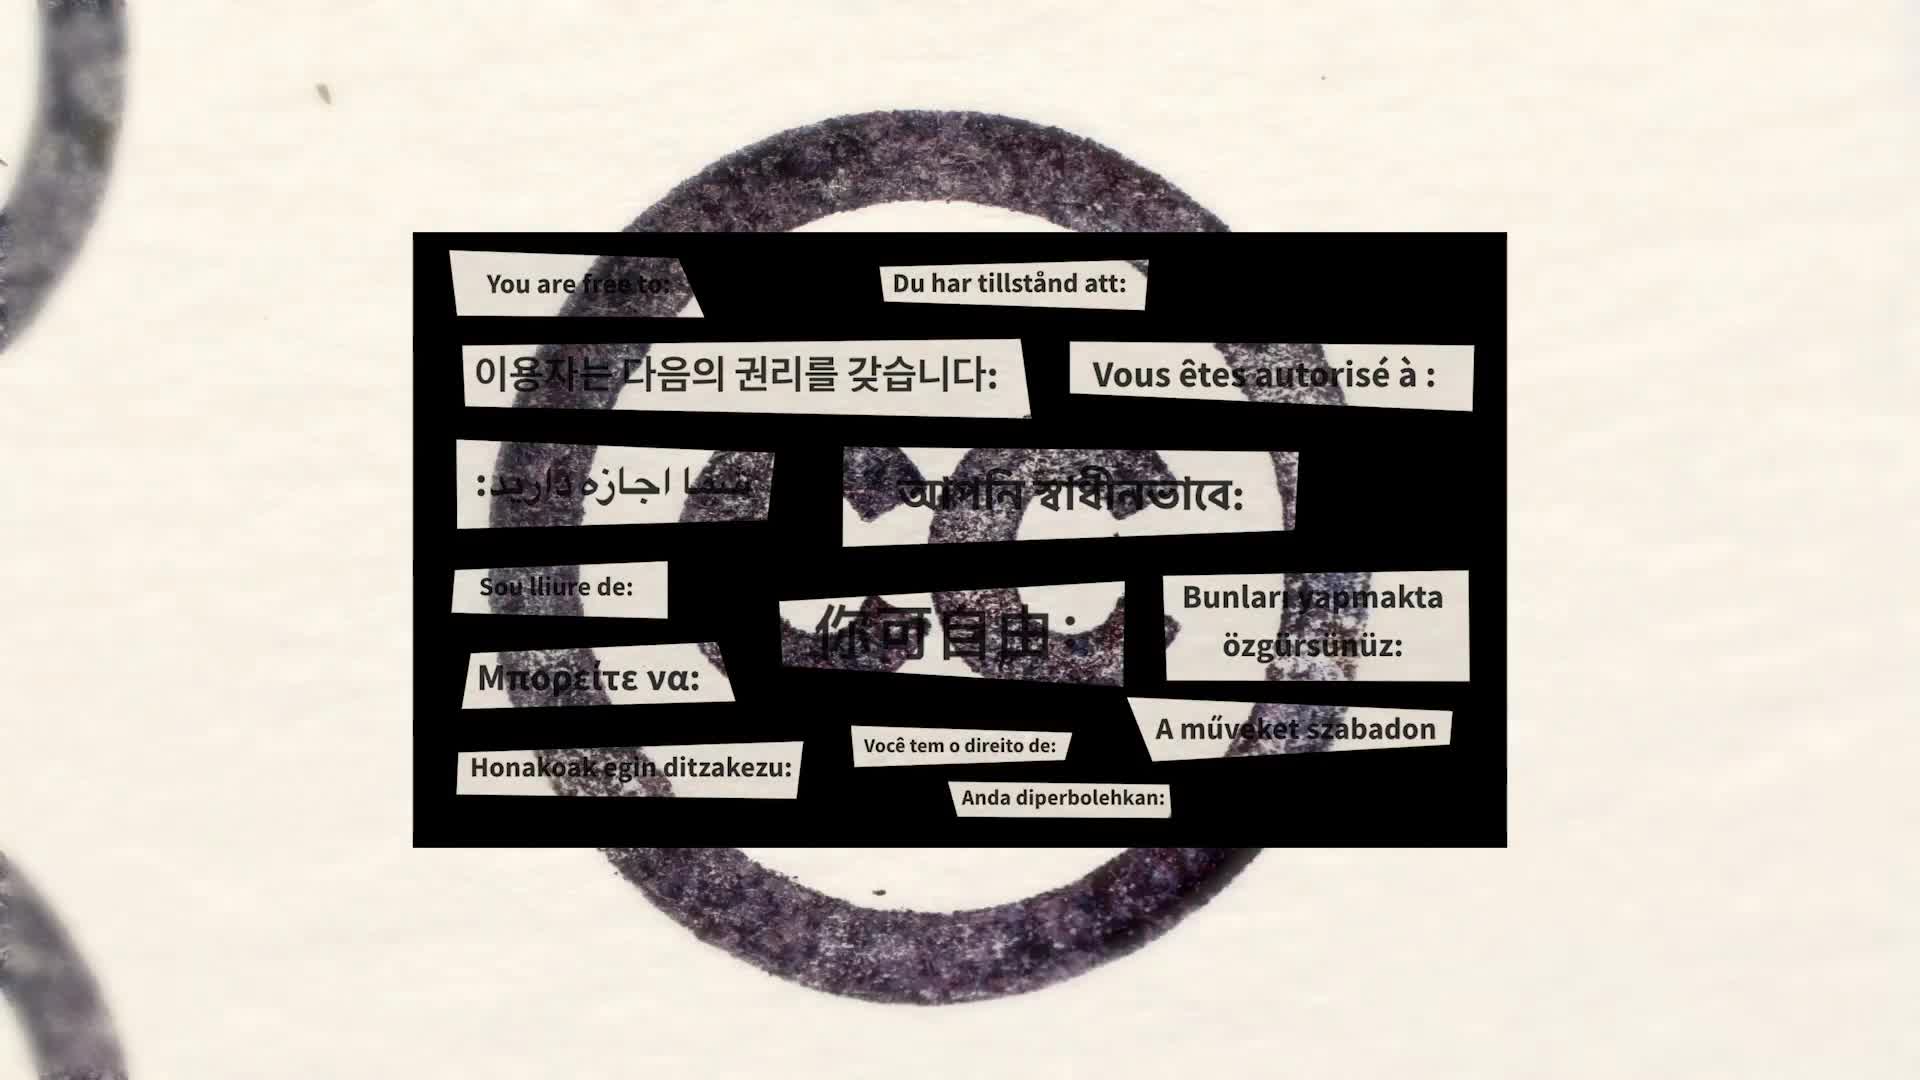 You are free to:
Du har tillstånd att:
이용자는 다음의 권리를 갖습니다:
Vous êtes autorisé à :
شما اجازه دارید:
আপনি স্বাধীনভাবে:
Sou lliure de:
你可自由:
Bunları yapmakta
özgürsünüz:
Μπορείτε να:
A műveket szabadon
Você tem o direito de:
Honakoak egin ditzakezu:
Anda diperbolehkan: